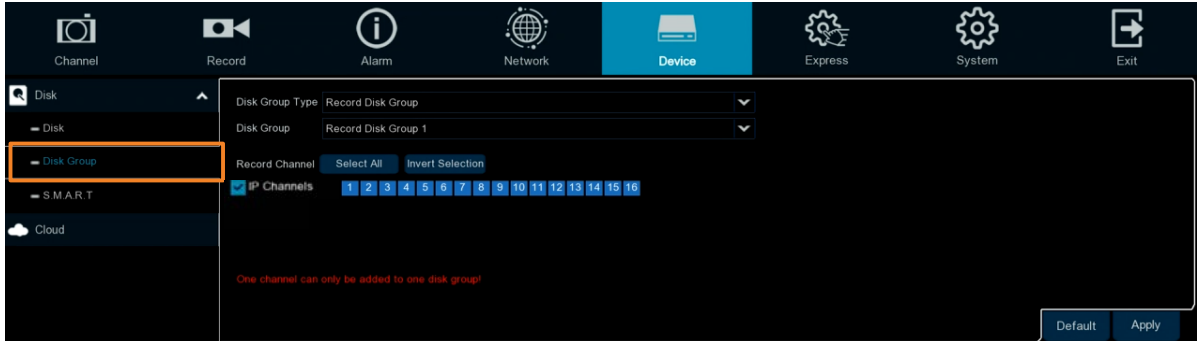 Channel Record Alarm Network Device Express System Exit
Disk
Disk
Disk Group
S.M.A.R.T
Cloud
Disk Group Type Record Disk Group
Disk Group Record Disk Group 1
Record Channel Select All Invert Selection
IP Channels 1 2 3 4 5 6 7 8 9 10 11 12 13 14 15 16
One channel can only be added to one disk group!
Default Apply